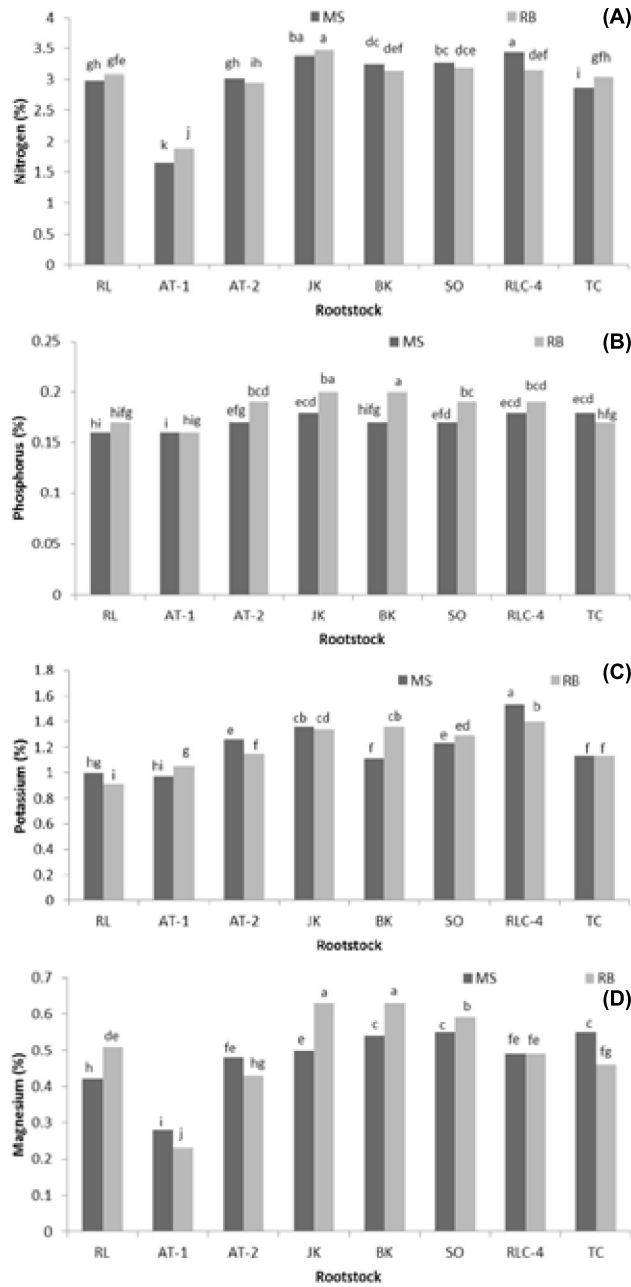 (A)
MS RB
Nitrogen (%)
4
3.5
3
2.5
2
1.5
1
0.5
0
gh gfe k j gh ih ba a dc def bc dce a def i gfh
RL AT-1 AT-2 JK BK SO RLC-4 TC
Rootstock
(B)
MS RB
Phosphorus (%)
0.25
0.2
0.15
0.1
0.05
0
hi hifg i hig efg bcd ecd ba hifg a efd bc ecd bcd ecd hfg
RL AT-1 AT-2 JK BK SO RLC-4 TC
Rootstock
(C)
MS RB
Potassium (%)
1.8
1.6
1.4
1.2
1
0.8
0.6
0.4
0.2
0
hg i hi g e f cb cd f cb e ed a b f f
RL AT-1 AT-2 JK BK SO RLC-4 TC
Rootstock
(D)
MS RB
Magnesium (%)
0.7
0.6
0.5
0.4
0.3
0.2
0.1
0
h de i j fe hg e a c a c b fe fe c fg
RL AT-1 AT-2 JK BK SO RLC-4 TC
Rootstock